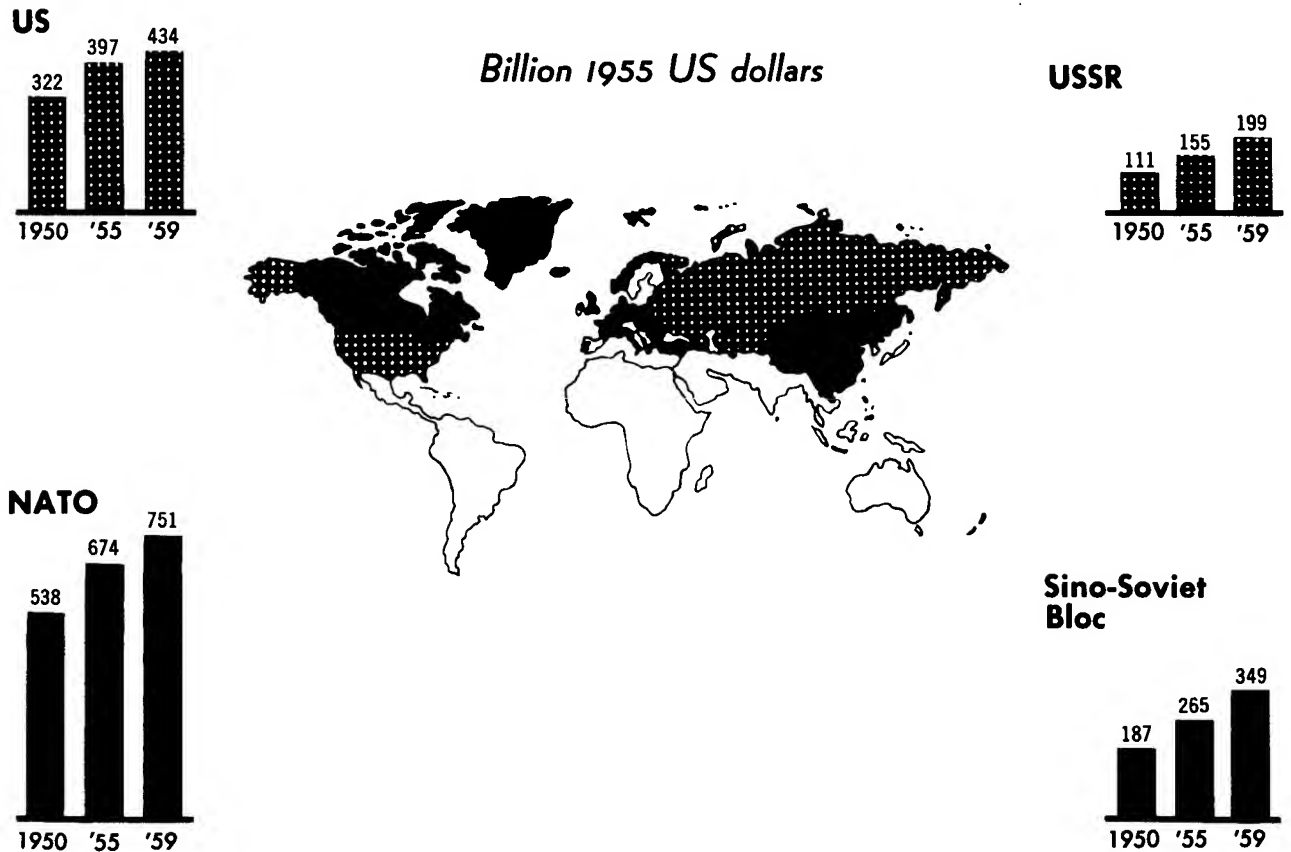 US
322 397 434
1950 '55 '59
Billion 1955 US dollars
USSR
111 155 199
1950 '55 '59
NATO
538 674 751
1950 '55 '59
Sino-Soviet
Bloc
187 265 349
1950 '55 '59